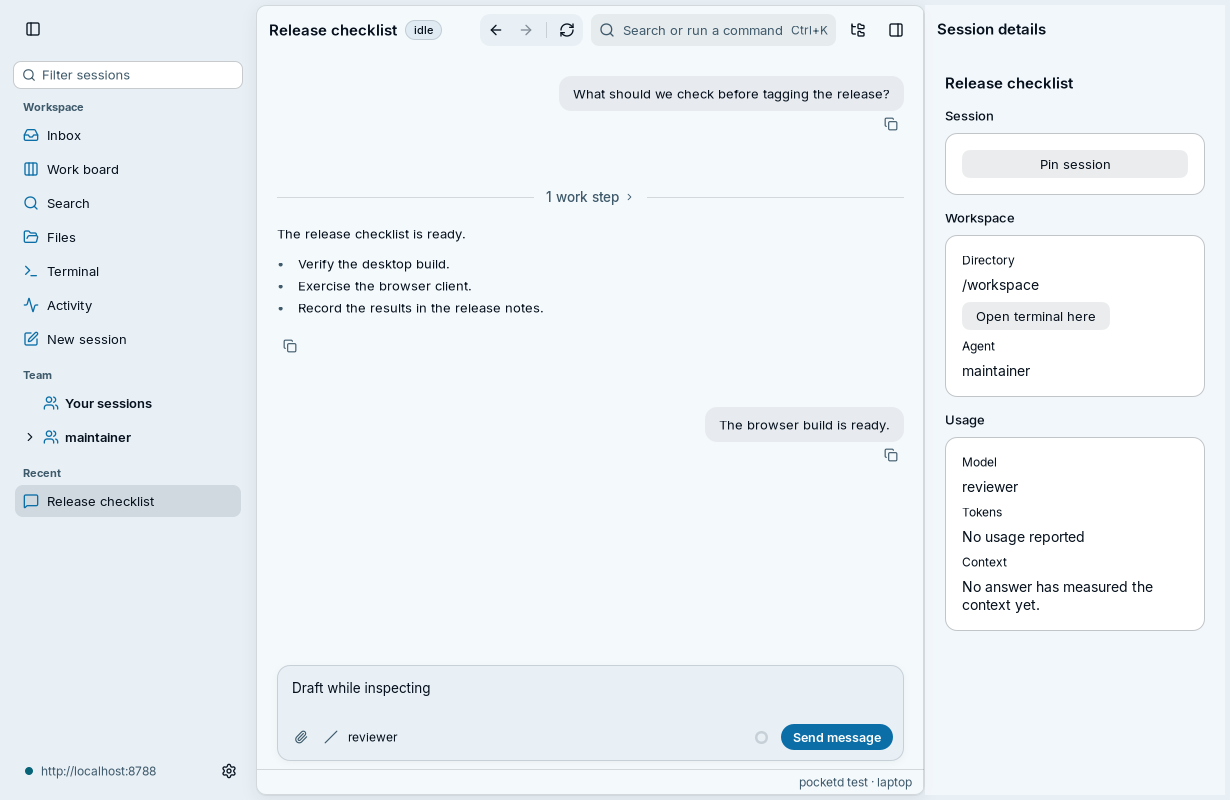 Filter sessions
Workspace
Inbox
Work board
Search
Files
Terminal
Activity
New session
Team
Your sessions
maintainer
Recent
Release checklist
http://localhost:8788
Release checklist idle
Search or run a command Ctrl+K
What should we check before tagging the release?
1 work step
The release checklist is ready.
• Verify the desktop build.
• Exercise the browser client.
• Record the results in the release notes.
The browser build is ready.
Draft while inspecting
reviewer
Send message
pocketd test · laptop
Session details
Release checklist
Session
Pin session
Workspace
Directory
/workspace
Open terminal here
Agent
maintainer
Usage
Model
reviewer
Tokens
No usage reported
Context
No answer has measured the
context yet.